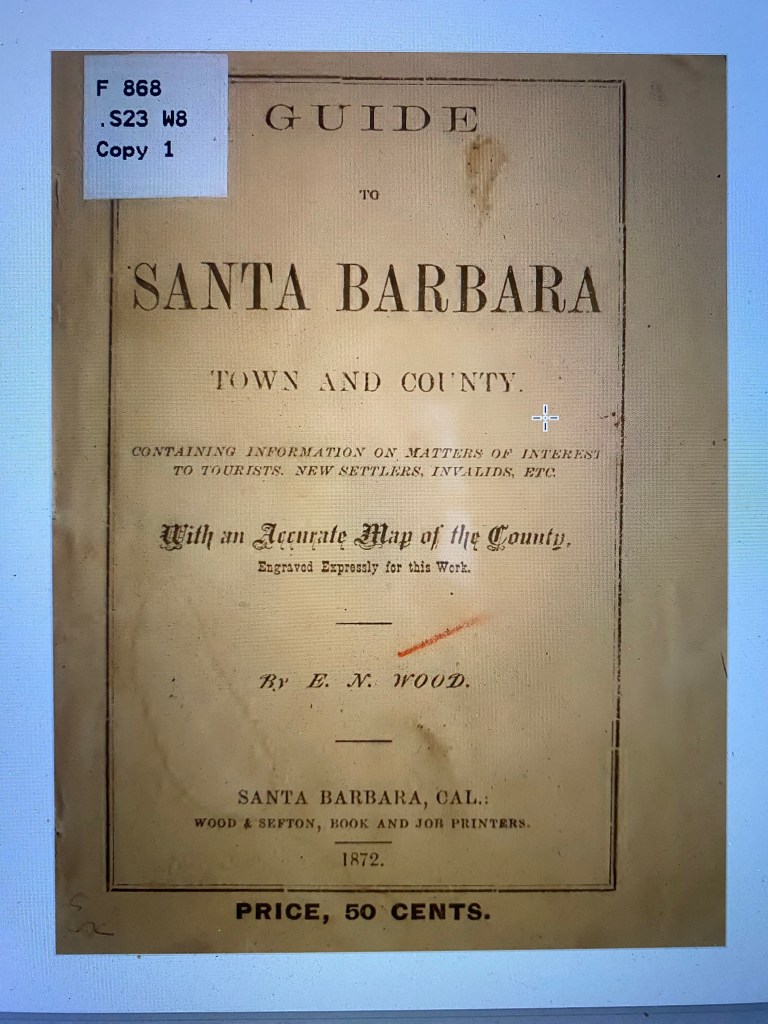 F 868
.S23 W8
Copy 1
GUIDE
TO
SANTA BARBARA
TOWN AND COUNTY.
CONTAINING INFORMATION ON MATTERS OF INTEREST
TO TOURISTS. NEW SETTLERS, INVALIDS, ETC.
With an Accurate Map of the County,
Engraved Expressly for this Work.
By E. N. WOOD.
SANTA BARBARA, CAL.:
WOOD & SEFTON, BOOK AND JOB PRINTERS.
1872.
PRICE, 50 CENTS.